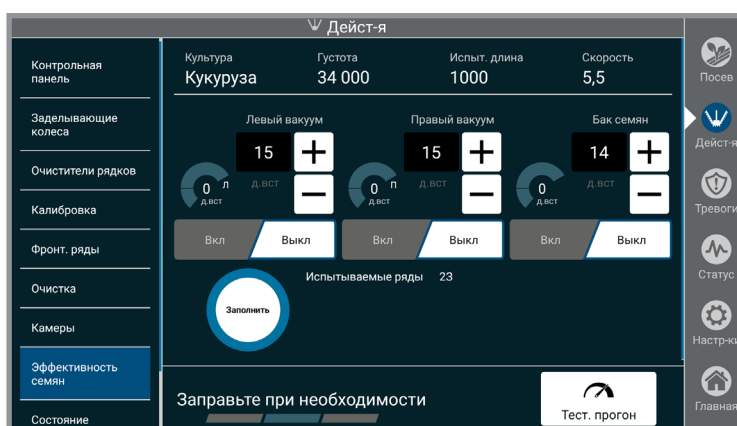 Дейст-я
Контрольная
панель
Заделывающие
колеса
Очистители рядков
Калибровка
Фронт. ряды
Очистка
Камеры
Эффективность
семян
Состояние
Культура Густота Испыт. длина Скорость
Кукуруза 34 000 1000 5,5
Левый вакуум Правый вакуум Бак семян
15 + 15 + 14 +
0 л д.вст 0 п д.вст 0 д.вст
д.вст — д.вст — д.вст —
Вкл Выкл Вкл Выкл Вкл Выкл
Испытываемые ряды 23
Заполнить
Заправьте при необходимости
Тест. прогон
Посев
Дейст-я
Тревоги
Статус
Настр-ки
Главная